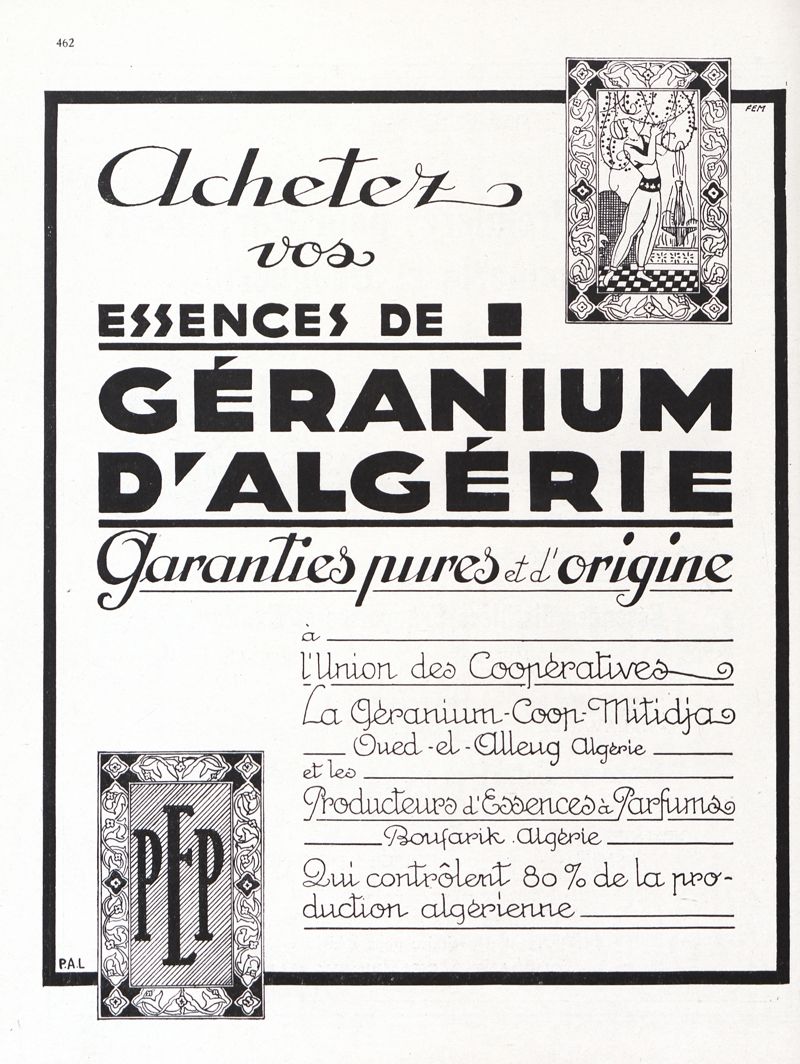 462
FEM
Achetez
vos
ESSENCES DE
GÉRANIUM
D'ALGÉRIE
Garanties pures et d'origine
à
l'Union des Coopératives
La Géranium-Coop-Mitidja
Oued-el-Alleug Algérie
et les
Producteurs d'Essences à Parfums
Boufarik. Algérie
Qui contrôlent 80% de la pro-
duction algérienne
PEP
P.A.L